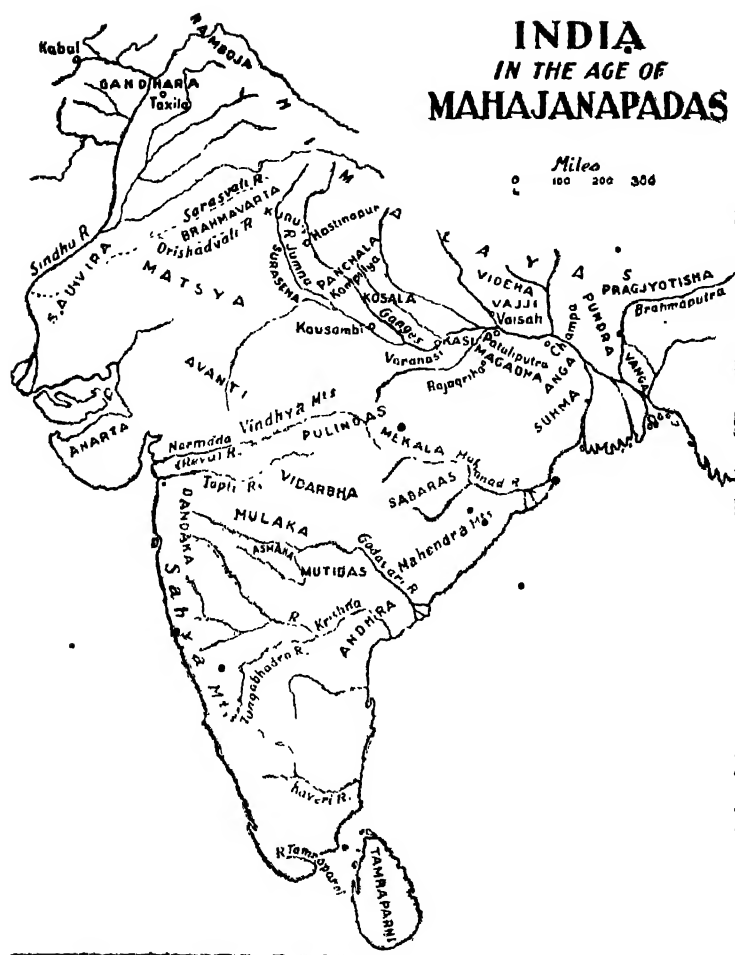 INDIA
IN THE AGE OF
MAHAJANAPADAS
Miles
0 100 200 300
Kabul
KAMBOJA
GANDHARA
Taxila
HIMALAYAS
Sarasvati R.
BRAHMAVARTA
Drishadvati R
Sindhu R
SAUVIRA
MATSYA
KURU
Hastinapur
R Jumna
SURASENA
PANCHALA
Kampilya
KOSALA
Ganges
Kausambi
Varanasi
KASI
VIDEHA
VAJJI
Vaisali
Pataliputra
MAGADHA
Rajagriha
Champa
ANGA
PUNDRA
PRAGJYOTISHA
Brahmaputra
VANGA
SUHMA
AVANTI
ANARTA
Vindhya Mts
Narmada
R
PULINDAS
MEKALA
Tapti R.
VIDARBHA
SABARAS
nad R
DANDAKA
MULAKA
ASMAKA
MUTIBAS
Godavari R
Mahendra Mts
Sahya Mts
R Krishna
ANDHRA
Tungabhadra R.
Kaveri R.
R Tamraparni
TAMRAPARNI